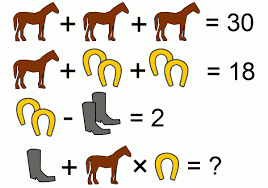 + + = 30
+ + = 18
- = 2
+ × = ?